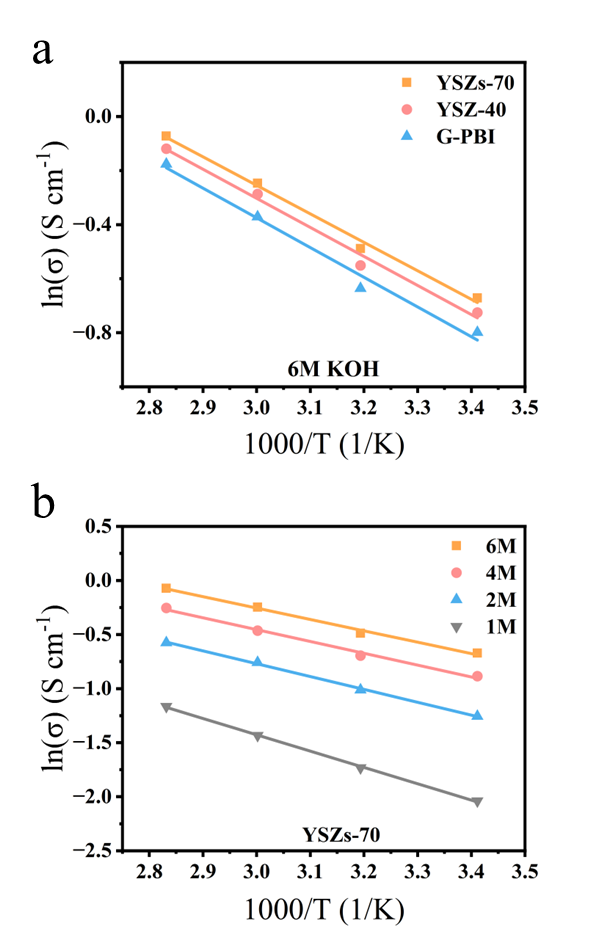 a
YSZs-70
YSZ-40
G-PBI
0.0
−0.4
−0.8
ln(σ) (S cm⁻¹)
6M KOH
2.8 2.9 3.0 3.1 3.2 3.3 3.4 3.5
1000/T (1/K)
b
0.5
0.0
−0.5
−1.0
−1.5
−2.0
−2.5
6M
4M
2M
1M
ln(σ) (S cm⁻¹)
YSZs-70
2.8 2.9 3.0 3.1 3.2 3.3 3.4 3.5
1000/T (1/K)